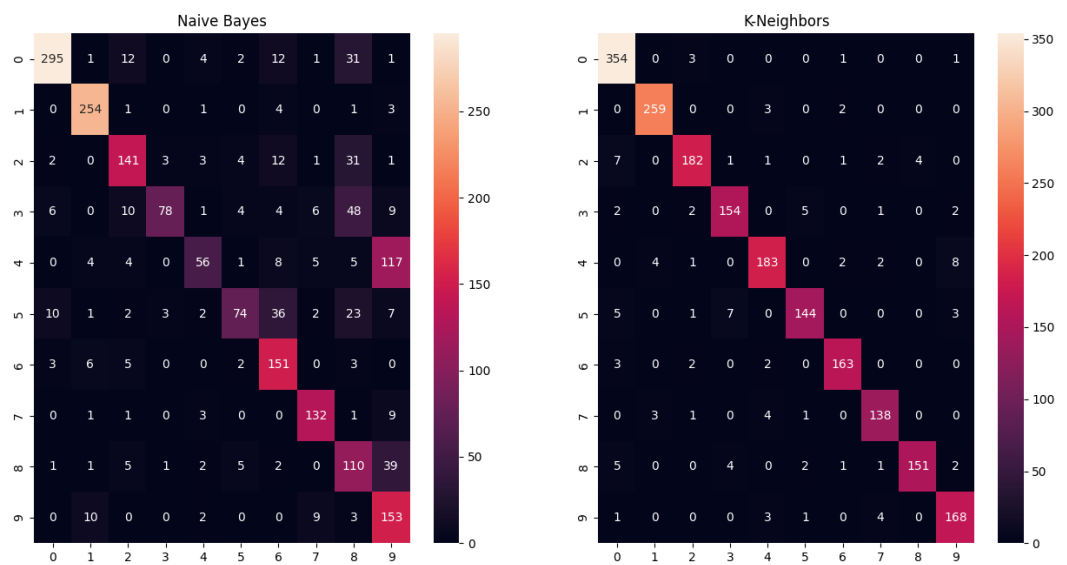 Naive Bayes
0 295 1 12 0 4 2 12 1 31 1
1 0 254 1 0 1 0 4 0 1 3
2 2 0 141 3 3 4 12 1 31 1
3 6 0 10 78 1 4 4 6 48 9
4 0 4 4 0 56 1 8 5 5 117
5 10 1 2 3 2 74 36 2 23 7
6 3 6 5 0 0 2 151 0 3 0
7 0 1 1 0 3 0 0 132 1 9
8 1 1 5 1 2 5 2 0 110 39
9 0 10 0 0 2 0 0 9 3 153
0 1 2 3 4 5 6 7 8 9
250
200
150
100
50
0
K-Neighbors
0 354 0 3 0 0 0 1 0 0 1
1 0 259 0 0 3 0 2 0 0 0
2 7 0 182 1 1 0 1 2 4 0
3 2 0 2 154 0 5 0 1 0 2
4 0 4 1 0 183 0 2 2 0 8
5 5 0 1 7 0 144 0 0 0 3
6 3 0 2 0 2 0 163 0 0 0
7 0 3 1 0 4 1 0 138 0 0
8 5 0 0 4 0 2 1 1 151 2
9 1 0 0 0 3 1 0 4 0 168
0 1 2 3 4 5 6 7 8 9
350
300
250
200
150
100
50
0